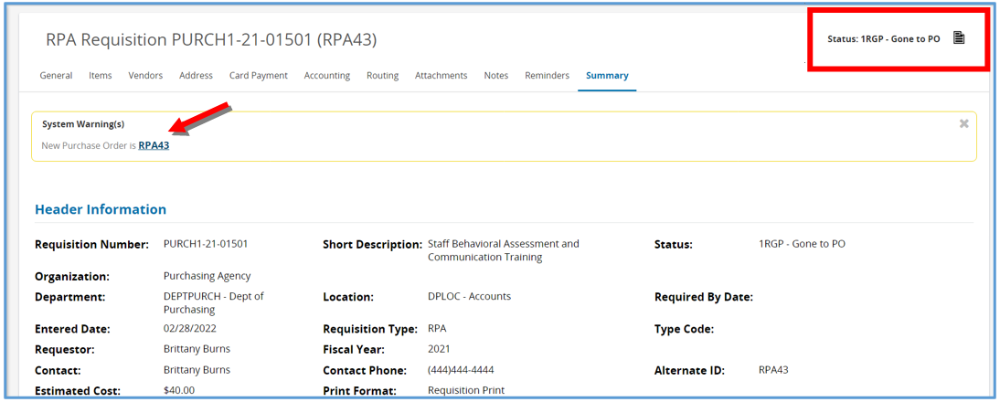 RPA Requisition PURCH1-21-01501 (RPA43)
Status: 1RGP - Gone to PO
General Items Vendors Address Card Payment Accounting Routing Attachments Notes Reminders Summary
System Warning(s)
New Purchase Order is RPA43
Header Information
Requisition Number: PURCH1-21-01501 Short Description: Staff Behavioral Assessment and Status: 1RGP - Gone to PO
Communication Training
Organization: Purchasing Agency
Department: DEPTPURCH - Dept of Location: DPLOC - Accounts Required By Date:
Purchasing
Entered Date: 02/28/2022 Requisition Type: RPA Type Code:
Requestor: Brittany Burns Fiscal Year: 2021
Contact: Brittany Burns Contact Phone: (444)444-4444 Alternate ID: RPA43
Estimated Cost: $40.00 Print Format: Requisition Print